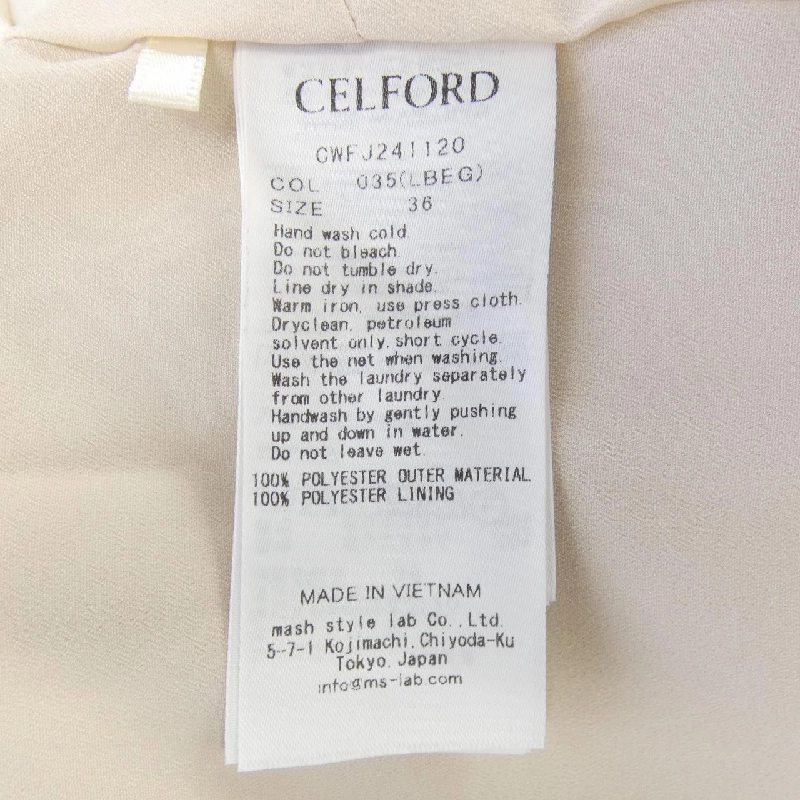 CELFORD
CWFJ241120
COL 035(LBEG)
SIZE 36
Hand wash cold.
Do not bleach.
Do not tumble dry.
Line dry in shade.
Warm iron, use press cloth.
Dryclean, petroleum
solvent only, short cycle.
Use the net when washing.
Wash the laundry separately
from other laundry.
Handwash by gently pushing
up and down in water.
Do not leave wet.
100% POLYESTER OUTER MATERIAL
100% POLYESTER LINING
MADE IN VIETNAM
mash style lab Co., Ltd.
5-7-1 Kojimachi, Chiyoda-Ku
Tokyo, Japan
info@ms-lab.com